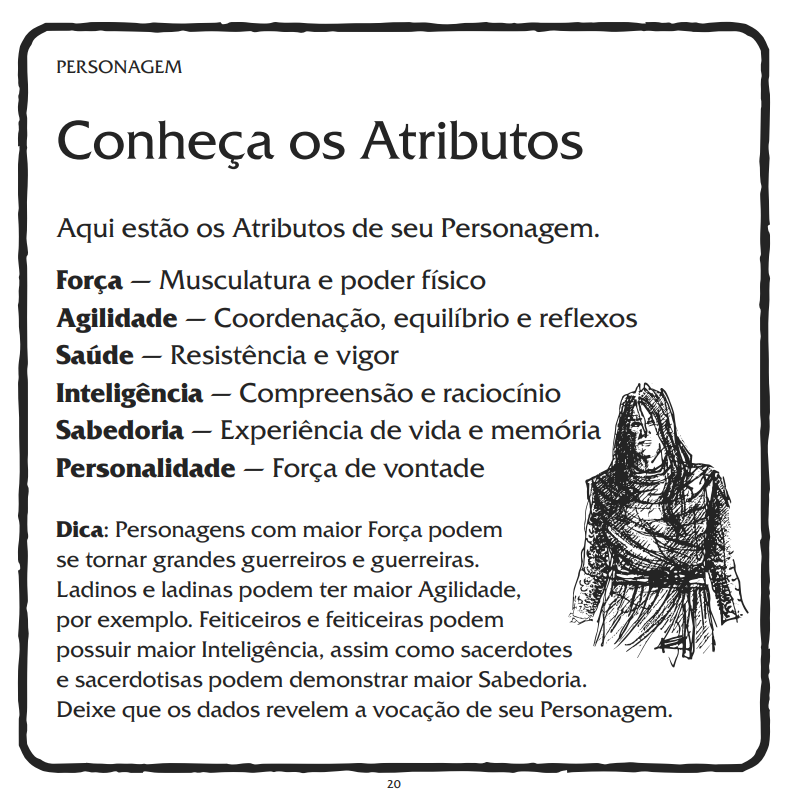 PERSONAGEM
Conheça os Atributos
Aqui estão os Atributos de seu Personagem.
Força — Musculatura e poder físico
Agilidade — Coordenação, equilíbrio e reflexos
Saúde — Resistência e vigor
Inteligência — Compreensão e raciocínio
Sabedoria — Experiência de vida e memória
Personalidade — Força de vontade
Dica: Personagens com maior Força podem
se tornar grandes guerreiros e guerreiras.
Ladinos e ladinas podem ter maior Agilidade,
por exemplo. Feiticeiros e feiticeiras podem
possuir maior Inteligência, assim como sacerdotes
e sacerdotisas podem demonstrar maior Sabedoria.
Deixe que os dados revelem a vocação de seu Personagem.
20